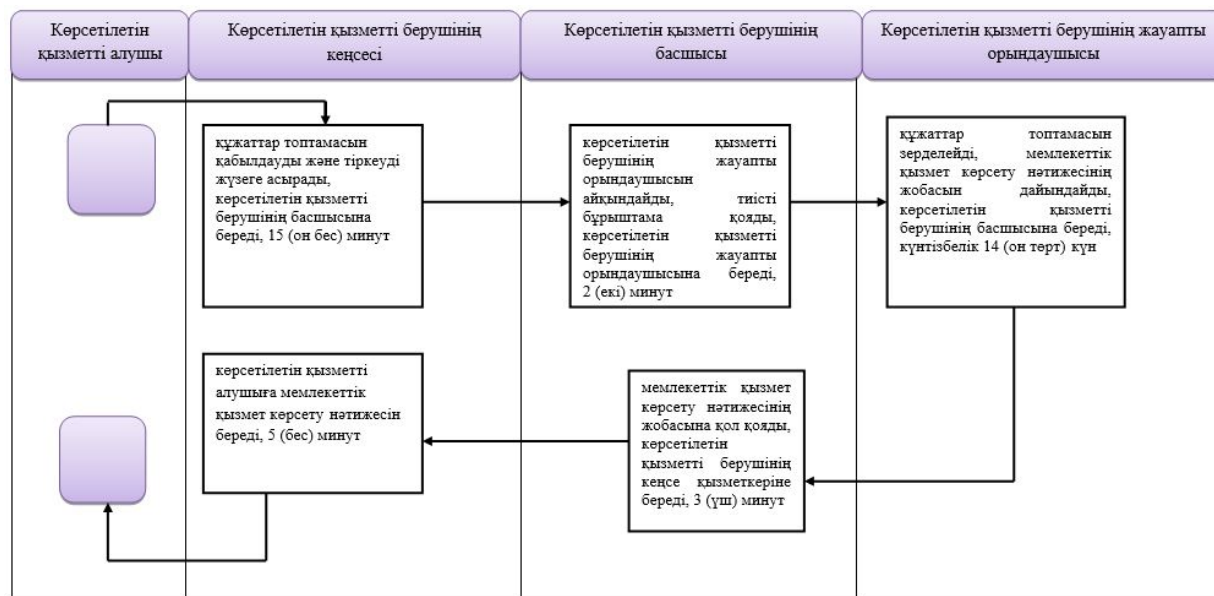 Көрсетілетін
қызметті алушы
Көрсетілетін қызметті берушінің
кеңсесі
Көрсетілетін қызметті берушінің
басшысы
Көрсетілетін қызметті берушінің жауапты
орындаушысы
құжаттар топтамасын
қабылдауды және тіркеуді
жүзеге асырады,
көрсетілетін қызметті
берушінің басшысына
береді, 15 (он бес) минут
көрсетілетін қызметті
берушінің жауапты
орындаушысын
айқындайды, тиісті
бұрыштама қояды,
көрсетілетін қызметті
берушінің жауапты
орындаушысына береді,
2 (екі) минут
құжаттар топтамасын
зерделейді, мемлекеттік
қызмет көрсету нәтижесінің
жобасын дайындайды,
көрсетілетін қызметті
берушінің басшысына береді,
күнтізбелік 14 (он төрт) күн
көрсетілетін қызметті
алушыға мемлекеттік
қызмет көрсету нәтижесін
береді, 5 (бес) минут
мемлекеттік қызмет
көрсету нәтижесінің
жобасына қол қояды,
көрсетілетін
қызметті берушінің
кеңсе қызметкеріне
береді, 3 (үш) минут